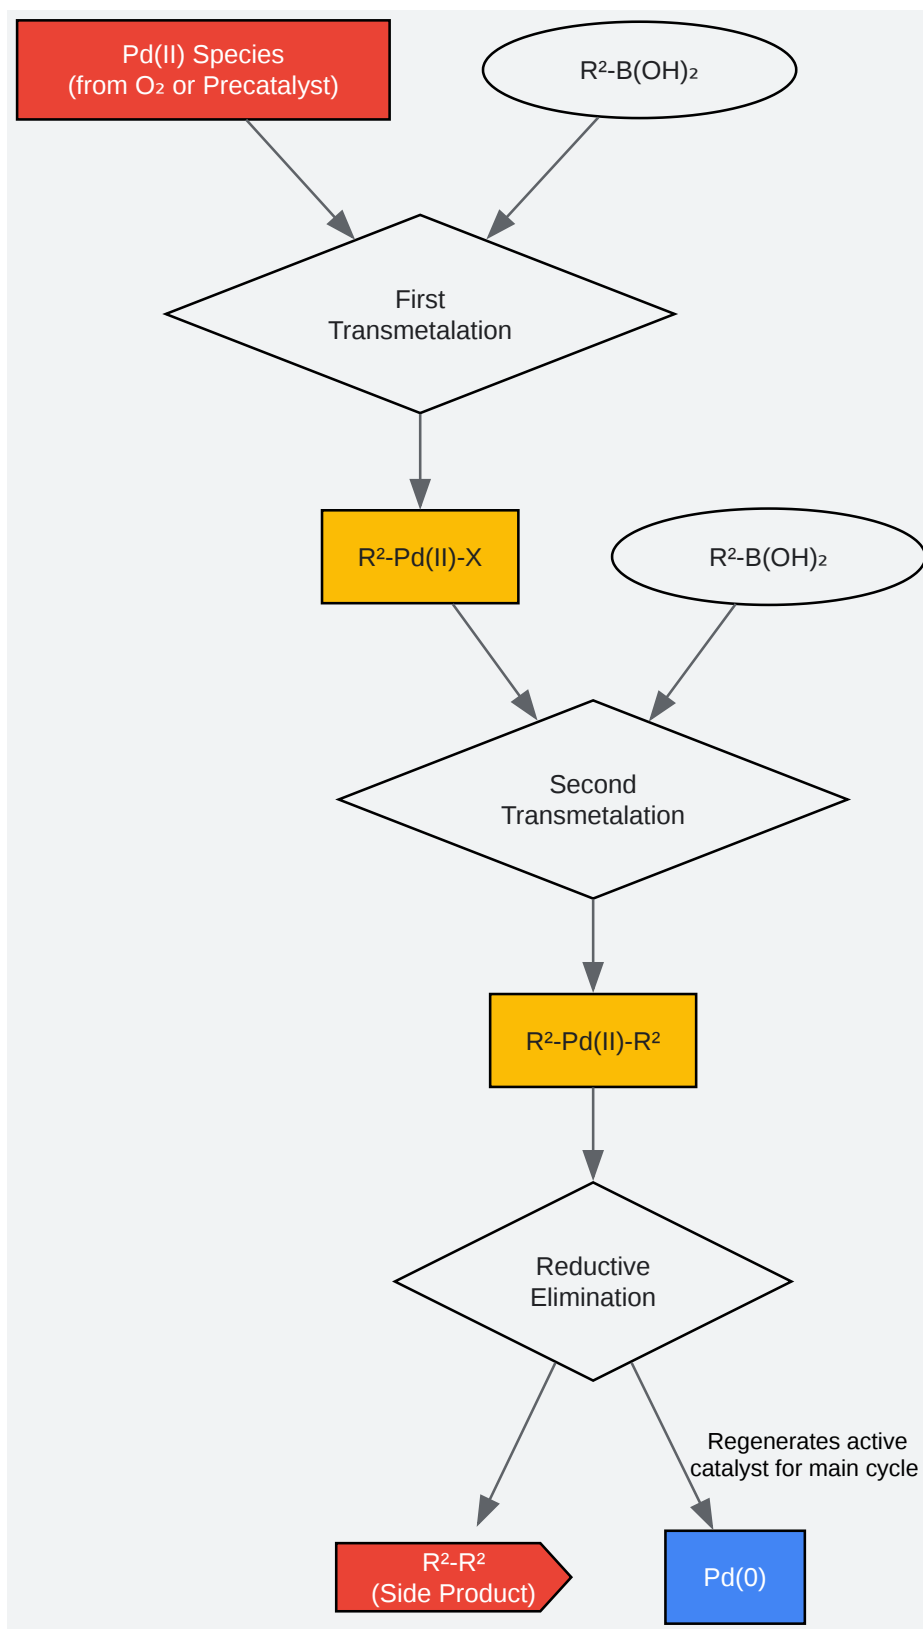 Pd(II) Species
(from O₂ or Precatalyst)
R²-B(OH)₂
First
Transmetalation
R²-Pd(II)-X
R²-B(OH)₂
Second
Transmetalation
R²-Pd(II)-R²
Reductive
Elimination
Regenerates active
catalyst for main cycle
R²-R²
(Side Product)
Pd(0)